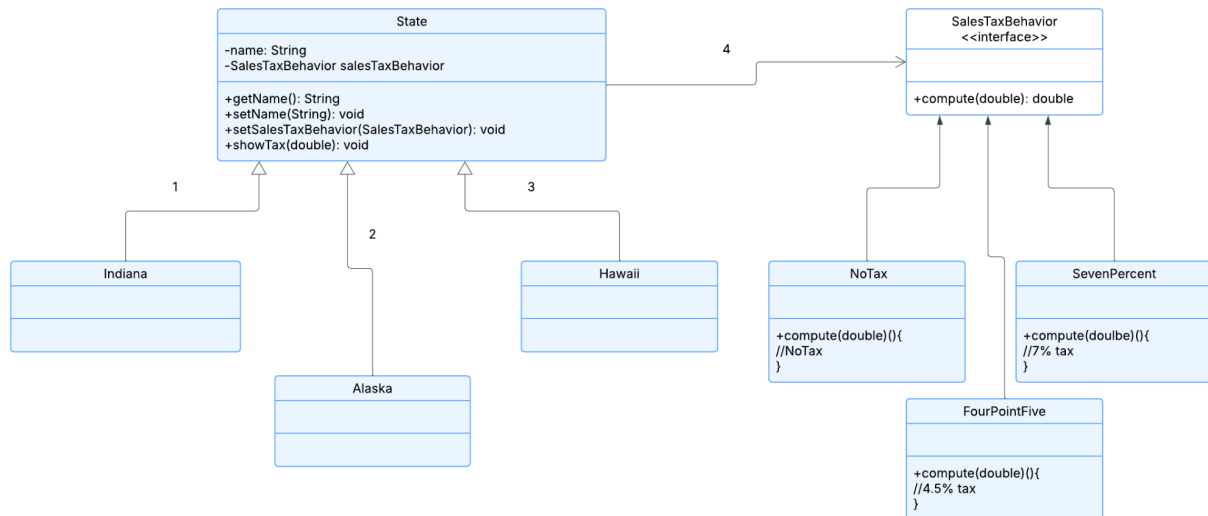 State
-name: String
-SalesTaxBehavior salesTaxBehavior
+getName(): String
+setName(String): void
+setSalesTaxBehavior(SalesTaxBehavior): void
+showTax(double): void
4
SalesTaxBehavior
<<interface>>
+compute(double): double
1
2
3
Indiana
Alaska
Hawaii
NoTax
+compute(double)(){
//NoTax
}
SevenPercent
+compute(doulbe)(){
//7% tax
}
FourPointFive
+compute(double)(){
//4.5% tax
}